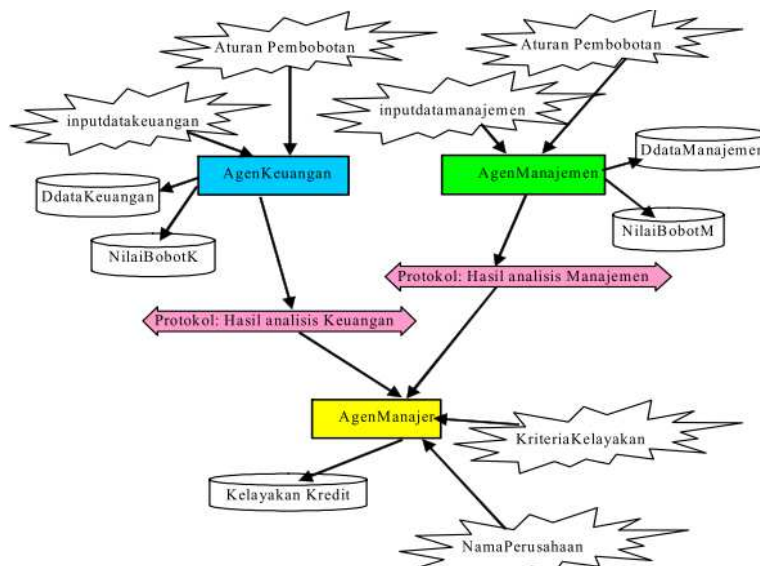 Aturan Pembobotan
Aturan Pembobotan
inputdatakeuangan
inputdatamanajemen
DdataManajemen
AgenKeuangan
AgenManajemen
DdataKeuangan
NilaiBobotK
NilaiBobotM
Protokol: Hasil analisis Manajemen
Protokol: Hasil analisis Keuangan
AgenManajer
KriteriaKelayakan
Kelayakan Kredit
NamaPerusahaan